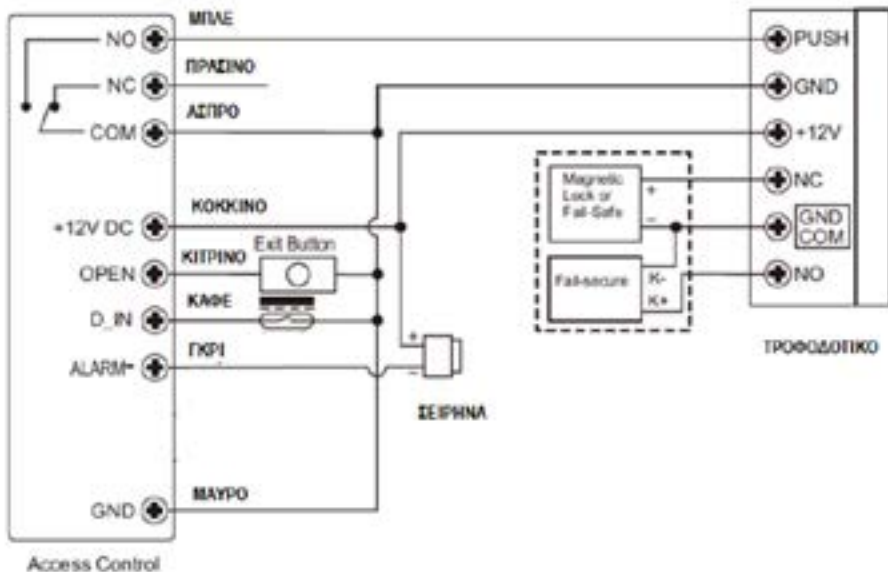 ΜΠΛΕ
NO
PUSH
ΠΡΑΣΙΝΟ
NC
GND
ΑΣΠΡΟ
COM
+12V
Magnetic
Lock or
Fail-Safe
+
−
NC
ΚΟΚΚΙΝΟ
+12V DC
GND
COM
Exit Button
ΚΙΤΡΙΝΟ
OPEN
Fail-secure
K-
K+
NO
ΚΑΦΕ
D_IN
ΓΚΡΙ
+
−
ALARM-
ΤΡΟΦΟΔΟΤΙΚΟ
ΣΕΙΡΗΝΑ
ΜΑΥΡΟ
GND
Access Control